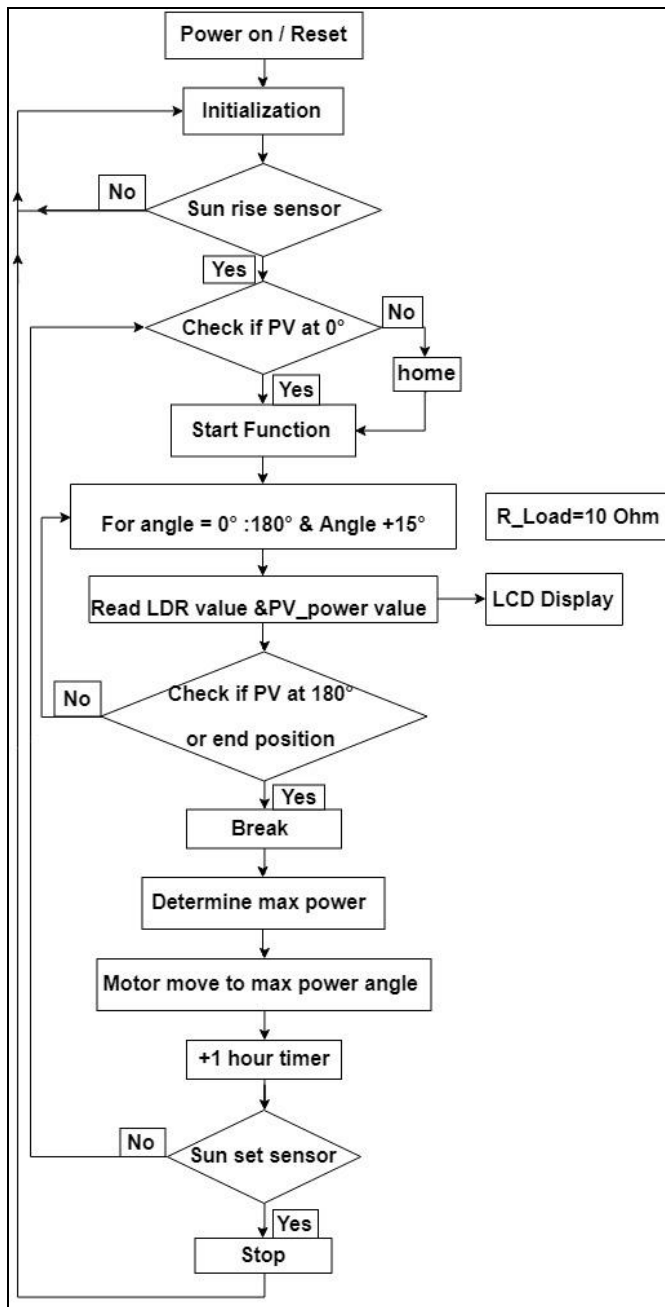 Power on / Reset
Initialization
No
Sun rise sensor
Yes
Check if PV at 0°
No
home
Yes
Start Function
For angle = 0° :180° & Angle +15°
R_Load=10 Ohm
Read LDR value &PV_power value
LCD Display
No
Check if PV at 180°
or end position
Yes
Break
Determine max power
Motor move to max power angle
+1 hour timer
No
Sun set sensor
Yes
Stop